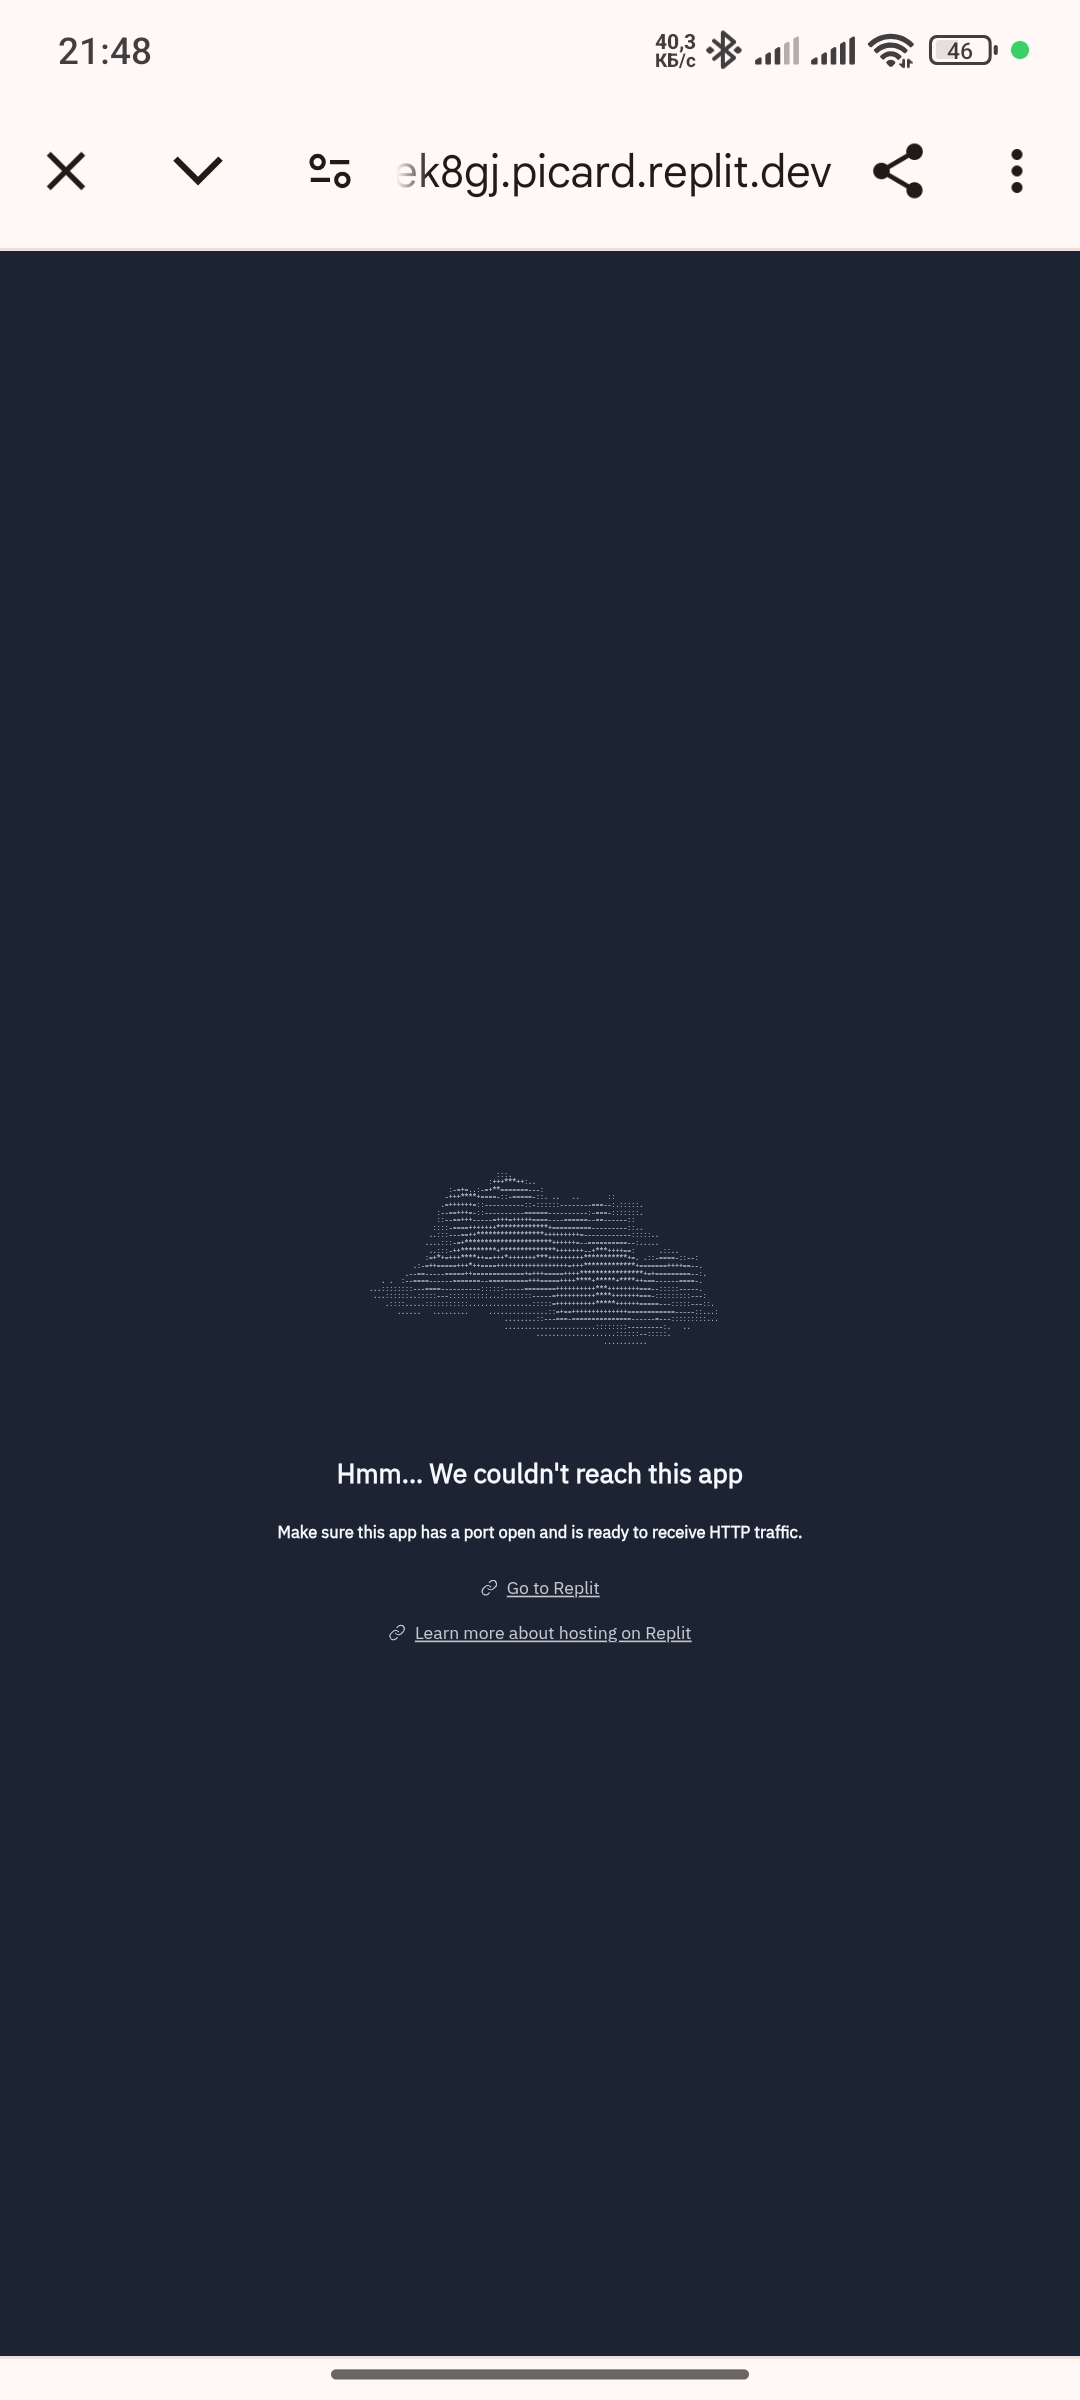 21:48
40,3
КБ/с
46
ek8gj.picard.replit.dev
Hmm... We couldn't reach this app
Make sure this app has a port open and is ready to receive HTTP traffic.
Go to Replit
Learn more about hosting on Replit